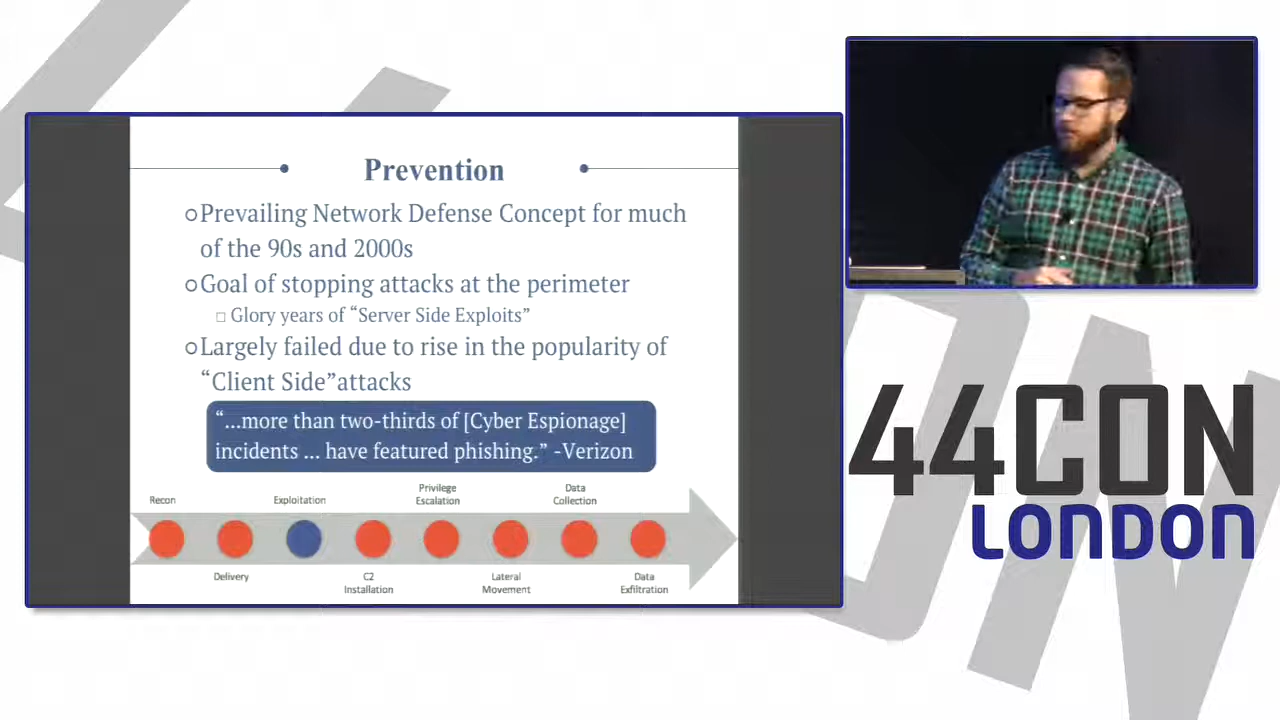 Prevention
Prevailing Network Defense Concept for much
of the 90s and 2000s
Goal of stopping attacks at the perimeter
Glory years of “Server Side Exploits”
Largely failed due to rise in the popularity of
“Client Side”attacks
“...more than two-thirds of [Cyber Espionage]
incidents ... have featured phishing.” -Verizon
Recon
Exploitation
Privilege
Escalation
Data
Collection
Delivery
C2
Installation
Lateral
Movement
Data
Exfiltration
44CON
LONDON